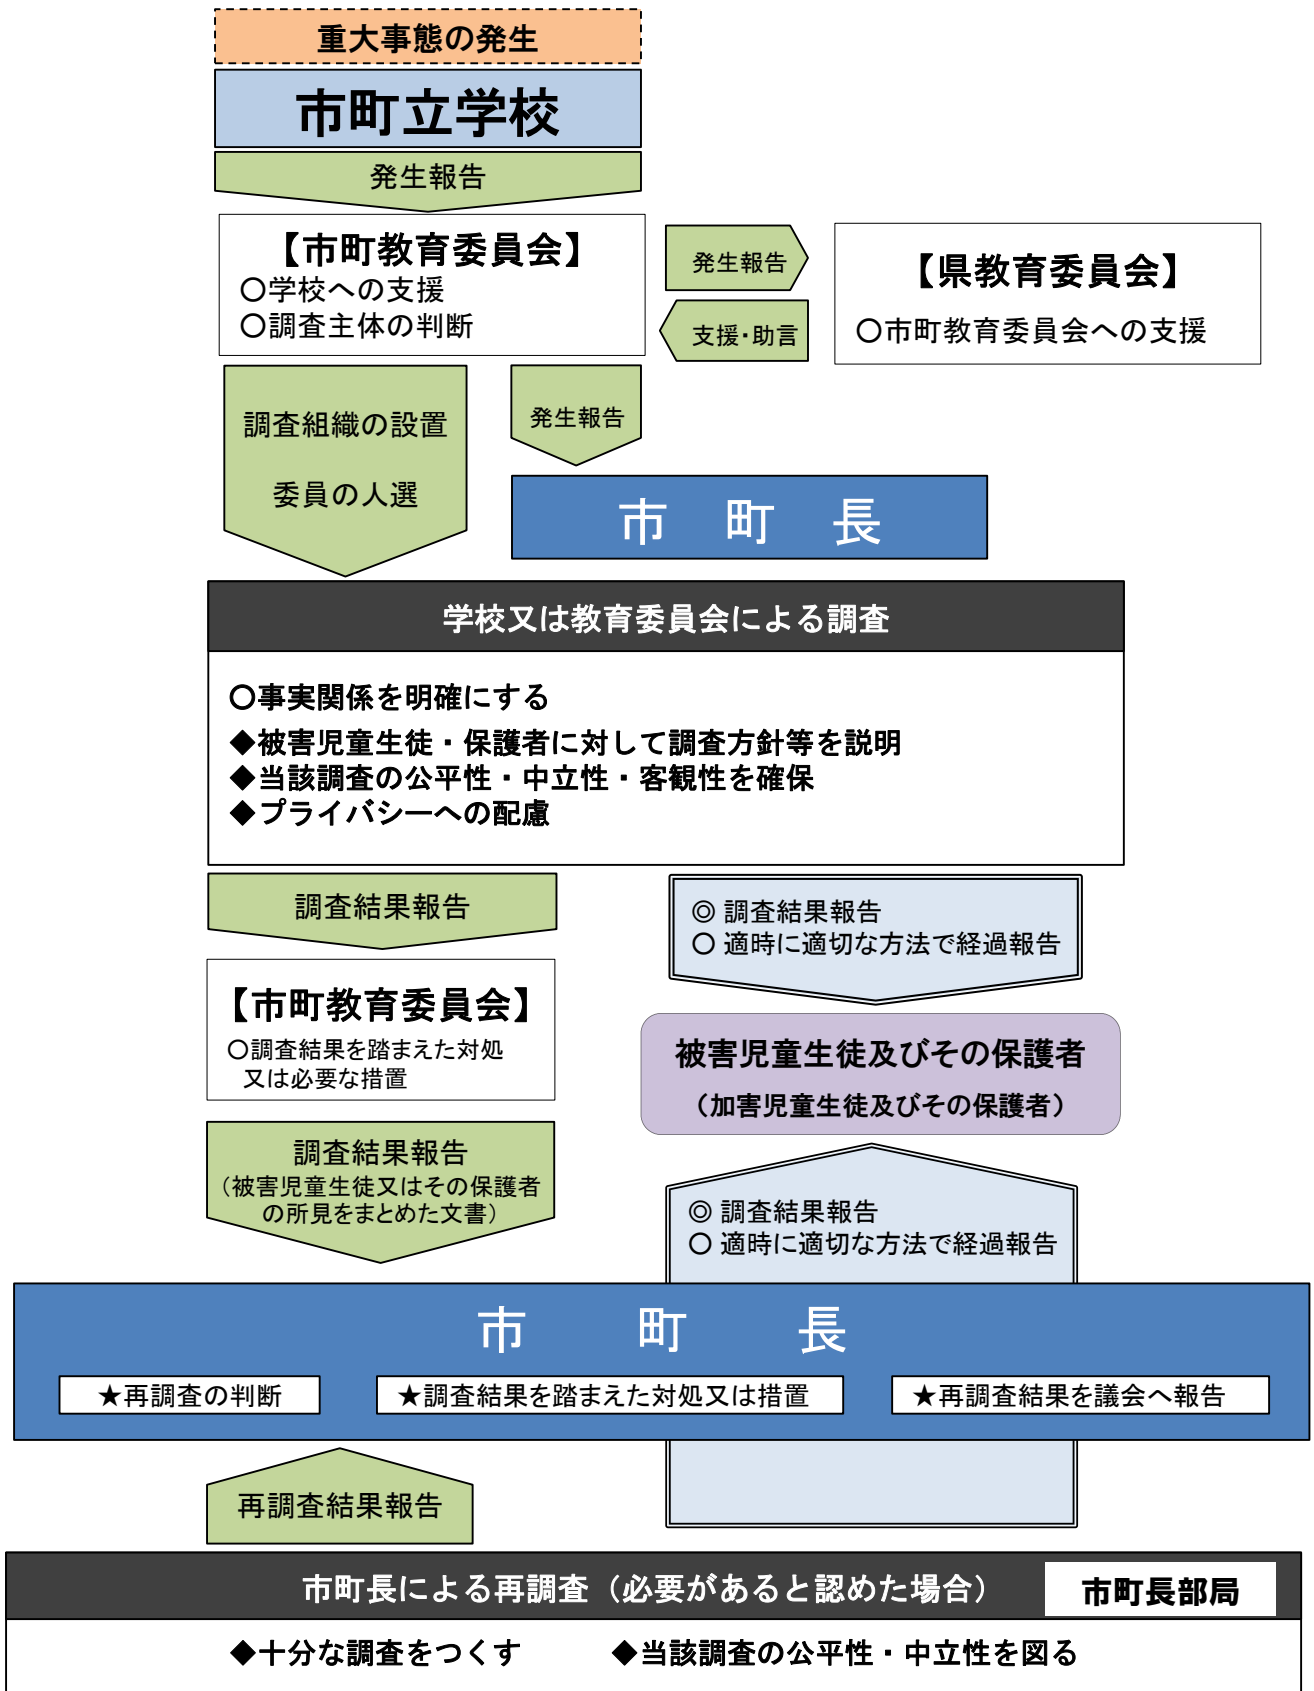 重大事態の発生
市町立学校
発生報告
【市町教育委員会】
〇学校への支援
〇調査主体の判断
発生報告
支援・助言
【県教育委員会】
〇市町教育委員会への支援
調査組織の設置
委員の人選
発生報告
市 町 長
学校又は教育委員会による調査
〇事実関係を明確にする
◆被害児童生徒・保護者に対して調査方針等を説明
◆当該調査の公平性・中立性・客観性を確保
◆プライバシーへの配慮
調査結果報告
◎ 調査結果報告
〇 適時に適切な方法で経過報告
【市町教育委員会】
〇調査結果を踏まえた対処
又は必要な措置
被害児童生徒及びその保護者
（加害児童生徒及びその保護者）
調査結果報告
（被害児童生徒又はその保護者
の所見をまとめた文書）
◎ 調査結果報告
〇 適時に適切な方法で経過報告
市 町 長
★再調査の判断
★調査結果を踏まえた対処又は措置
★再調査結果を議会へ報告
再調査結果報告
市町長による再調査（必要があると認めた場合）
市町長部局
◆十分な調査をつくす
◆当該調査の公平性・中立性を図る